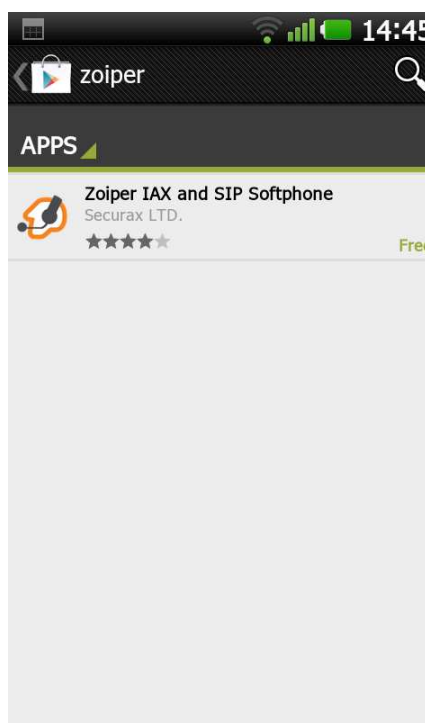 14:45
zoiper
APPS
Zoiper IAX and SIP Softphone
Securax LTD.
Free